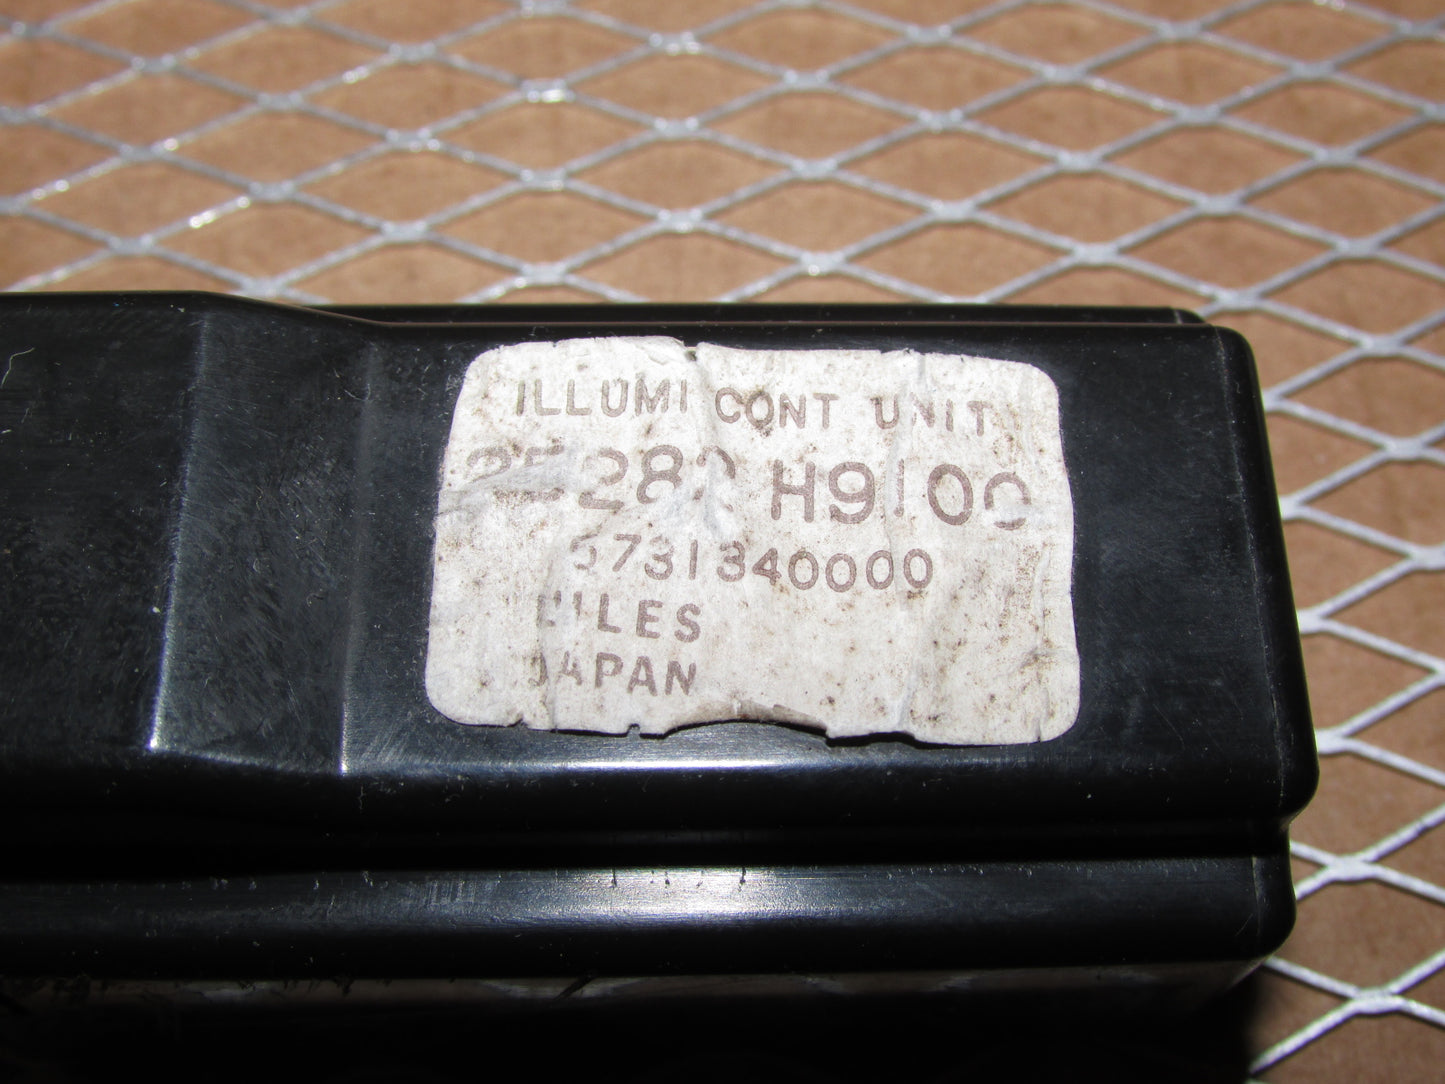 ILLUMI CONT UNIT
H9100
5731340000
JAPAN